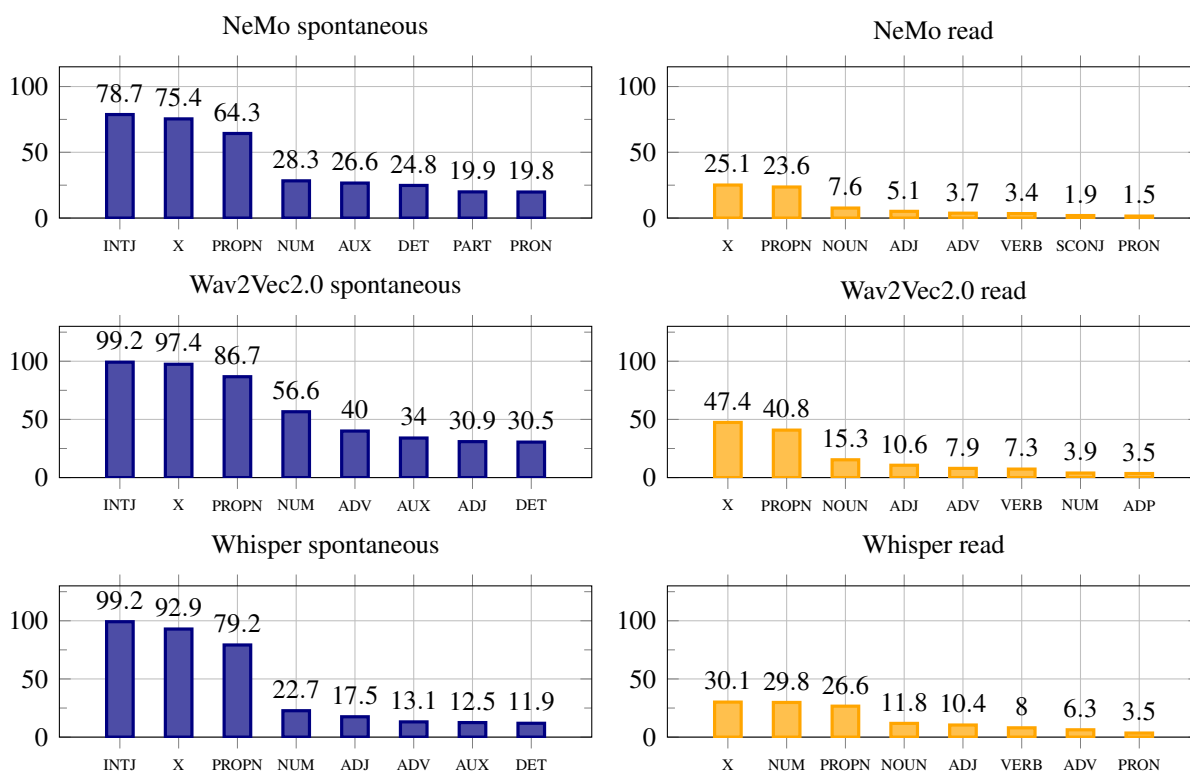 NeMo spontaneous
100
50
0
78.7 75.4 64.3 28.3 26.6 24.8 19.9 19.8
INTJ X PROPN NUM AUX DET PART PRON
NeMo read
100
50
0
25.1 23.6 7.6 5.1 3.7 3.4 1.9 1.5
X PROPN NOUN ADJ ADV VERB SCONJ PRON
Wav2Vec2.0 spontaneous
100
50
0
99.2 97.4 86.7 56.6 40 34 30.9 30.5
INTJ X PROPN NUM ADV AUX ADJ DET
Wav2Vec2.0 read
100
50
0
47.4 40.8 15.3 10.6 7.9 7.3 3.9 3.5
X PROPN NOUN ADJ ADV VERB NUM ADP
Whisper spontaneous
100
50
0
99.2 92.9 79.2 22.7 17.5 13.1 12.5 11.9
INTJ X PROPN NUM ADJ ADV AUX DET
Whisper read
100
50
0
30.1 29.8 26.6 11.8 10.4 8 6.3 3.5
X NUM PROPN NOUN ADJ VERB ADV PRON